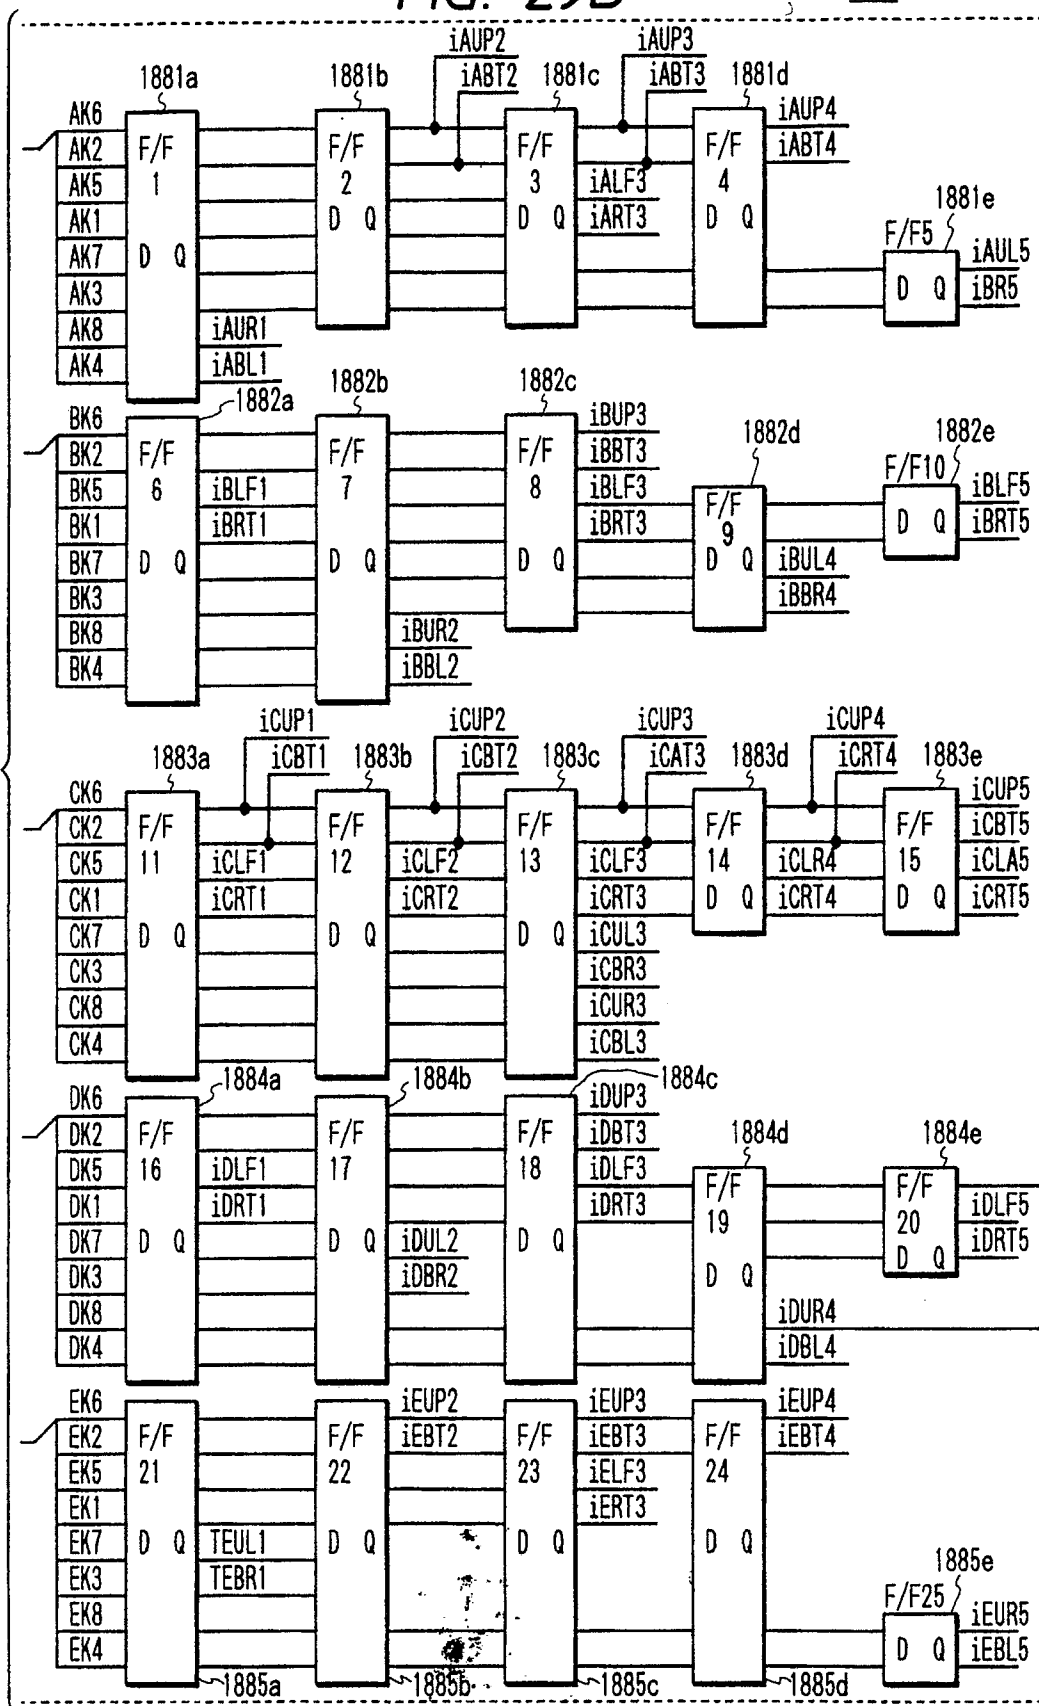 FIG. 29B
iAUP2
iAUP3
iABT2
iABT3
1881a
1881b
1881c
1881d
AK6
AK2
AK5
AK1
AK7
AK3
AK8
AK4
F/F
1
D Q
iAUR1
iABL1
F/F
2
D Q
F/F
3
D Q
iALF3
iART3
F/F
4
D Q
iAUP4
iABT4
1881e
F/F5
D Q
iAUL5
iBR5
1882a
1882b
1882c
1882d
1882e
BK6
BK2
BK5
BK1
BK7
BK3
BK8
BK4
F/F
6
D Q
iBLF1
iBRT1
F/F
7
D Q
iBUR2
iBBL2
F/F
8
D Q
iBUP3
iBBT3
iBLF3
iBRT3
F/F
9
D Q
iBUL4
iBBR4
F/F10
D Q
iBLF5
iBRT5
iCUP1
iCUP2
iCUP3
iCUP4
iCBT1
iCBT2
iCAT3
iCRT4
1883a
1883b
1883c
1883d
1883e
CK6
CK2
CK5
CK1
CK7
CK3
CK8
CK4
F/F
11
D Q
iCLF1
iCRT1
F/F
12
D Q
iCLF2
iCRT2
F/F
13
D Q
iCLF3
iCRT3
iCUL3
iCBR3
iCUR3
iCBL3
F/F
14
D Q
iCLR4
iCRT4
F/F
15
D Q
iCUP5
iCBT5
iCLA5
iCRT5
1884a
1884b
1884c
1884d
1884e
DK6
DK2
DK5
DK1
DK7
DK3
DK8
DK4
F/F
16
D Q
iDLF1
iDRT1
F/F
17
D Q
iDUL2
iDBR2
F/F
18
D Q
iDUP3
iDBT3
iDLF3
iDRT3
F/F
19
D Q
iDUR4
iDBL4
F/F
20
D Q
iDLF5
iDRT5
EK6
EK2
EK5
EK1
EK7
EK3
EK8
EK4
F/F
21
D Q
TEUL1
TEBR1
F/F
22
D Q
iEUP2
iEBT2
F/F
23
D Q
iEUP3
iEBT3
iELF3
iERT3
F/F
24
D Q
iEUP4
iEBT4
1885e
F/F25
D Q
iEUR5
iEBL5
1885a
1885b
1885c
1885d